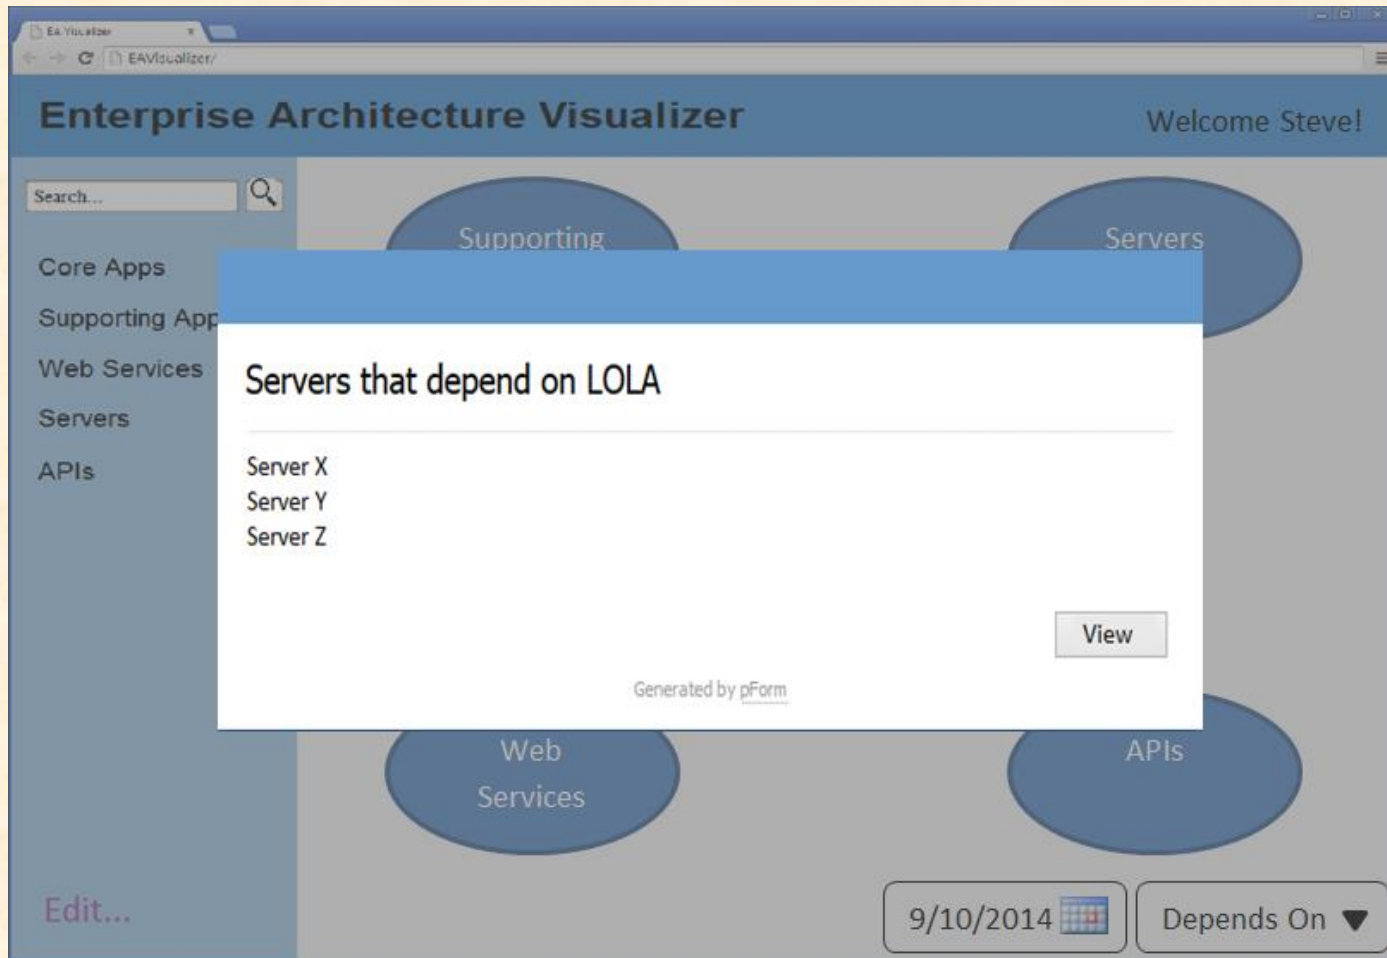 EA Visualizer
EAVisualizer/
Enterprise Architecture Visualizer
Welcome Steve!
Search...
Core Apps
Supporting App
Web Services
Servers
APIs
Edit...
Supporting
Servers
Servers that depend on LOLA
Server X
Server Y
Server Z
View
Generated by pForm
Web
Services
APIs
9/10/2014
Depends On